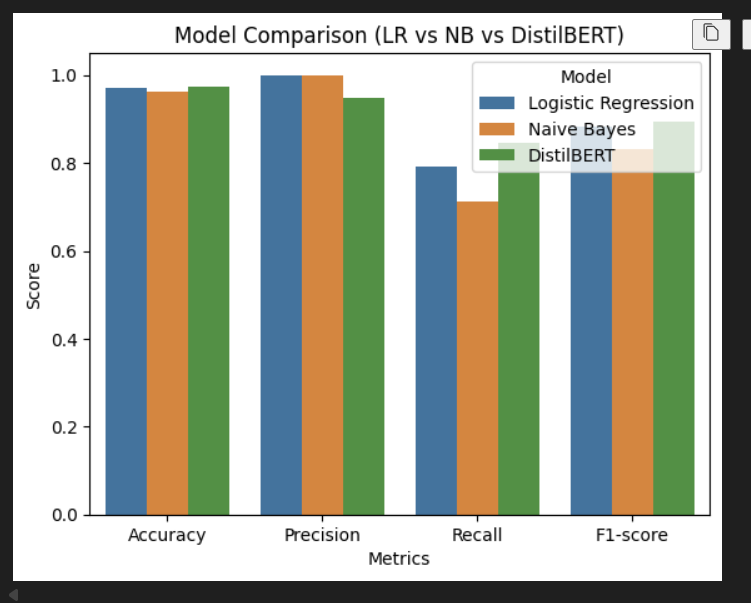 Model Comparison (LR vs NB vs DistilBERT)
Model
Logistic Regression
Naive Bayes
DistilBERT
1.0
0.8
0.6
0.4
0.2
0.0
Score
Accuracy
Precision
Recall
F1-score
Metrics